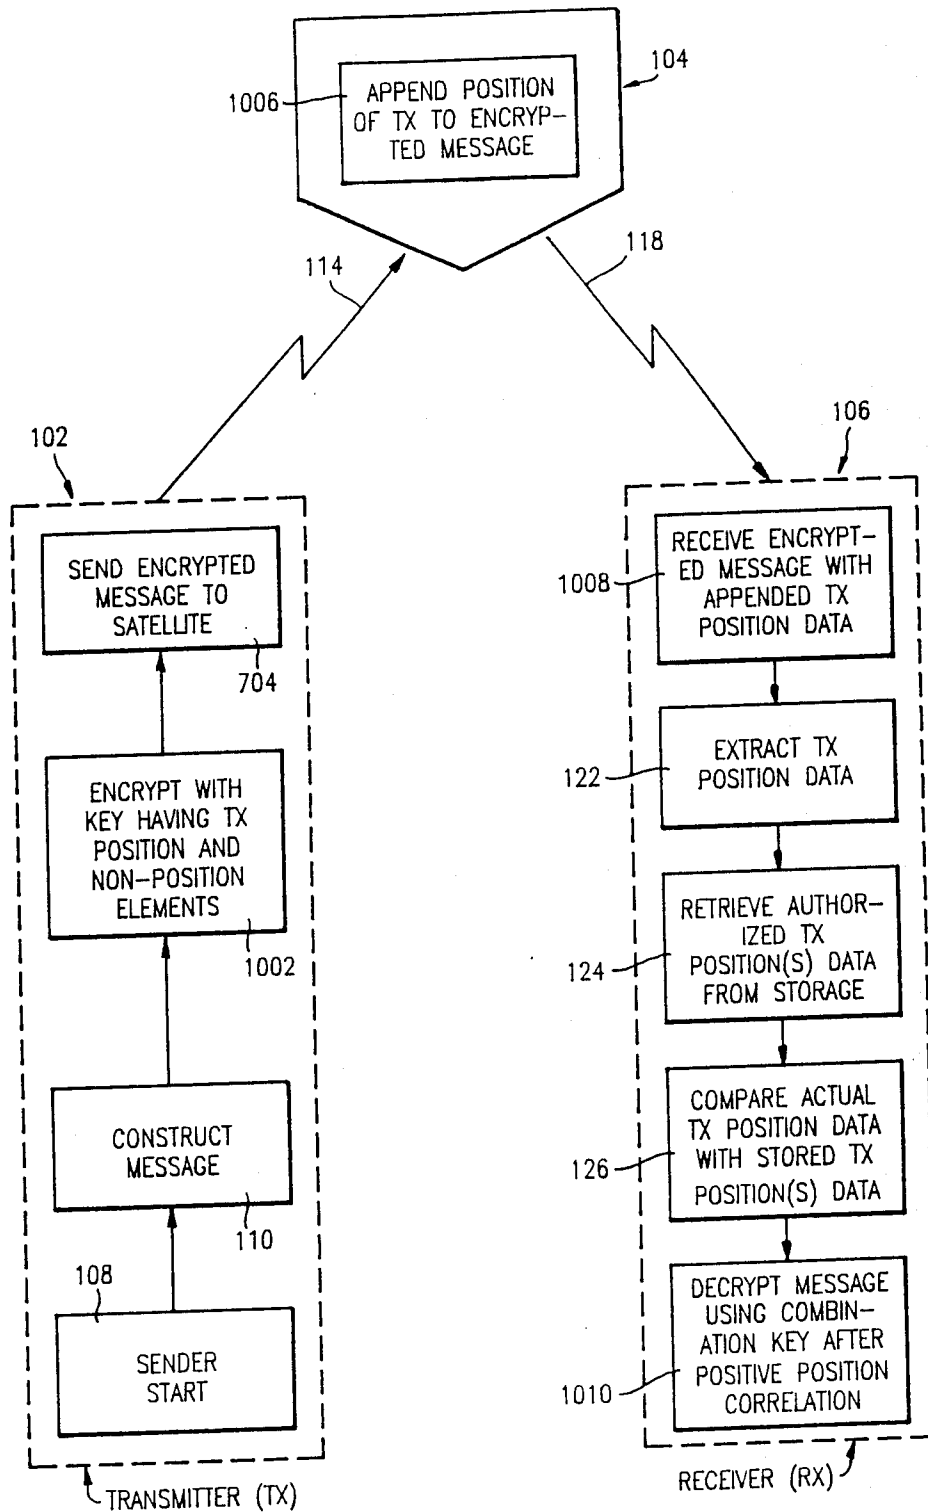 104
1006
APPEND POSITION
OF TX TO ENCRYP-
TED MESSAGE
114
118
102
SEND ENCRYPTED
MESSAGE TO
SATELLITE
704
ENCRYPT WITH
KEY HAVING TX
POSITION AND
NON-POSITION
ELEMENTS
1002
CONSTRUCT
MESSAGE
110
108
SENDER
START
TRANSMITTER (TX)
106
RECEIVE ENCRYPT-
ED MESSAGE WITH
APPENDED TX
POSITION DATA
1008
EXTRACT TX
POSITION DATA
122
RETRIEVE AUTHOR-
IZED TX
POSITION(S) DATA
FROM STORAGE
124
COMPARE ACTUAL
TX POSITION DATA
WITH STORED TX
POSITION(S) DATA
126
DECRYPT MESSAGE
USING COMBIN-
ATION KEY AFTER
POSITIVE POSITION
CORRELATION
1010
RECEIVER (RX)